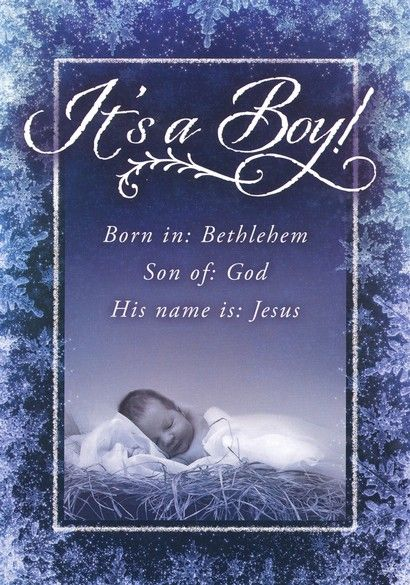 It's a Boy!
Born in: Bethlehem
Son of: God
His name is: Jesus